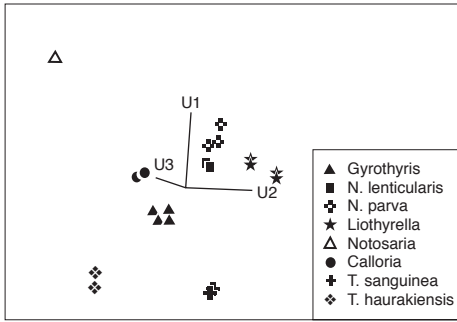 U1
U3
U2
Gyrothyris
N. lenticularis
N. parva
Liothyrella
Notosaria
Calloria
T. sanguinea
T. haurakiensis